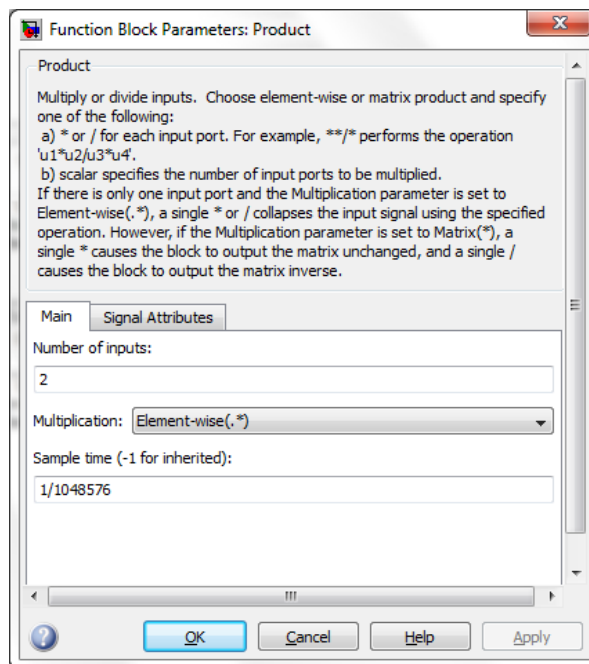 Function Block Parameters: Product
Product
Multiply or divide inputs.  Choose element-wise or matrix product and specify
one of the following:
a) * or / for each input port. For example, **/* performs the operation
'u1*u2/u3*u4'.
b) scalar specifies the number of input ports to be multiplied.
If there is only one input port and the Multiplication parameter is set to
Element-wise(.*), a single * or / collapses the input signal using the specified
operation. However, if the Multiplication parameter is set to Matrix(*), a
single * causes the block to output the matrix unchanged, and a single /
causes the block to output the matrix inverse.
Main Signal Attributes
Number of inputs:
2
Multiplication: Element-wise(.*)
Sample time (-1 for inherited):
1/1048576
? OK Cancel Help Apply